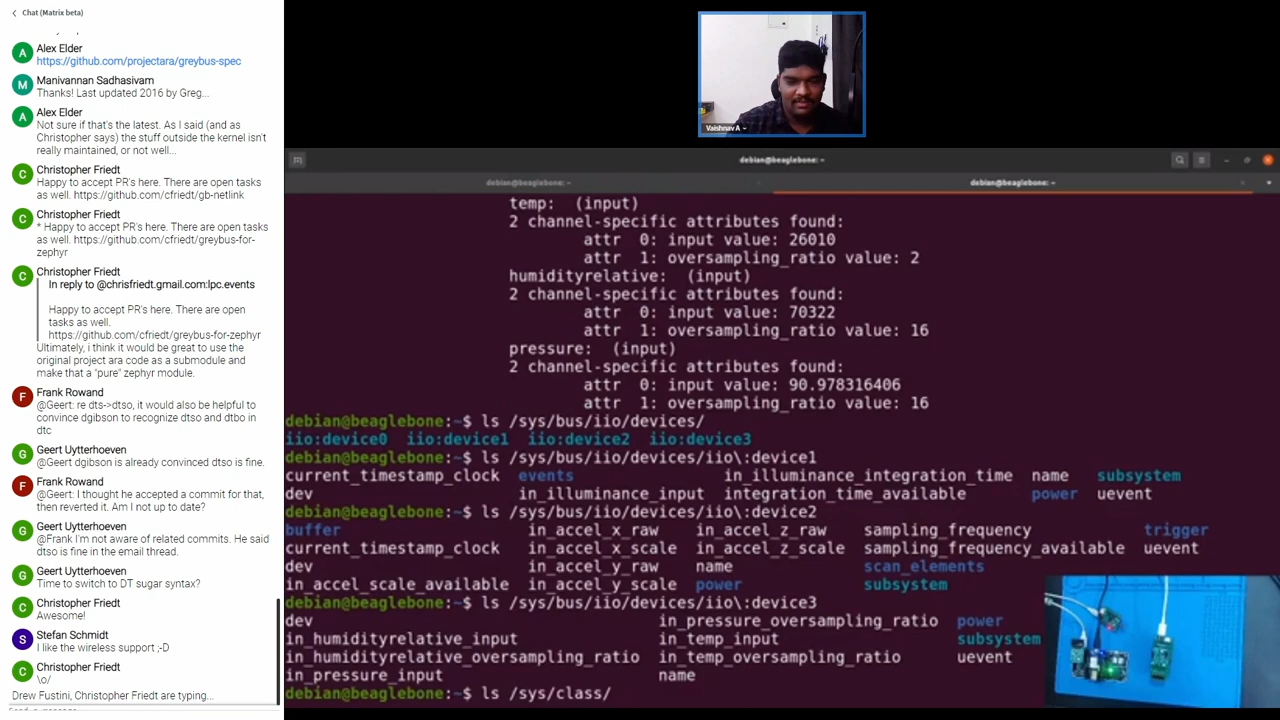 Chat (Matrix beta)
A
Alex Elder
https://github.com/projectara/greybus-spec
M
Manivannan Sadhasivam
Thanks! Last updated 2016 by Greg...
A
Alex Elder
Not sure if that's the latest. As I said (and as
Christopher says) the stuff outside the kernel isn't
really maintained, or not well...
C
Christopher Friedt
Happy to accept PR's here. There are open tasks
as well. https://github.com/cfriedt/gb-netlink
C
Christopher Friedt
* Happy to accept PR's here. There are open tasks
as well. https://github.com/cfriedt/greybus-for-
zephyr
C
Christopher Friedt
In reply to @chrisfriedt.gmail.com:lpc.events
Happy to accept PR's here. There are open
tasks as well.
https://github.com/cfriedt/greybus-for-zephyr
Ultimately, i think it would be great to use the
original project ara code as a submodule and
make that a "pure" zephyr module.
F
Frank Rowand
@Geert: re dts->dtso, it would also be helpful to
convince dgibson to recognize dtso and dtbo in
dtc
G
Geert Uytterhoeven
@Geert dgibson is already convinced dtso is fine.
F
Frank Rowand
@Geert: I thought he accepted a commit for that,
then reverted it. Am I not up to date?
G
Geert Uytterhoeven
@Frank I'm not aware of related commits. He said
dtso is fine in the email thread.
G
Geert Uytterhoeven
Time to switch to DT sugar syntax?
C
Christopher Friedt
Awesome!
S
Stefan Schmidt
I like the wireless support ;-D
C
Christopher Friedt
\o/
Drew Fustini, Christopher Friedt are typing...
Vaishnav A
debian@beaglebone: ~
debian@beaglebone: ~
debian@beaglebone: ~
temp: (input)
2 channel-specific attributes found:
attr 0: input value: 26010
attr 1: oversampling_ratio value: 2
humidityrelative: (input)
2 channel-specific attributes found:
attr 0: input value: 70322
attr 1: oversampling_ratio value: 16
pressure: (input)
2 channel-specific attributes found:
attr 0: input value: 90.978316406
attr 1: oversampling_ratio value: 16
debian@beaglebone:~$ ls /sys/bus/iio/devices/
iio:device0 iio:device1 iio:device2 iio:device3
debian@beaglebone:~$ ls /sys/bus/iio/devices/iio\:device1
current_timestamp_clock events in_illuminance_integration_time name subsystem
dev in_illuminance_input integration_time_available power uevent
debian@beaglebone:~$ ls /sys/bus/iio/devices/iio\:device2
buffer in_accel_x_raw in_accel_z_raw sampling_frequency trigger
current_timestamp_clock in_accel_x_scale in_accel_z_scale sampling_frequency_available uevent
dev in_accel_y_raw name scan_elements
in_accel_scale_available in_accel_y_scale power subsystem
debian@beaglebone:~$ ls /sys/bus/iio/devices/iio\:device3
dev in_pressure_oversampling_ratio power
in_humidityrelative_input in_temp_input subsystem
in_humidityrelative_oversampling_ratio in_temp_oversampling_ratio uevent
in_pressure_input name
debian@beaglebone:~$ ls /sys/class/